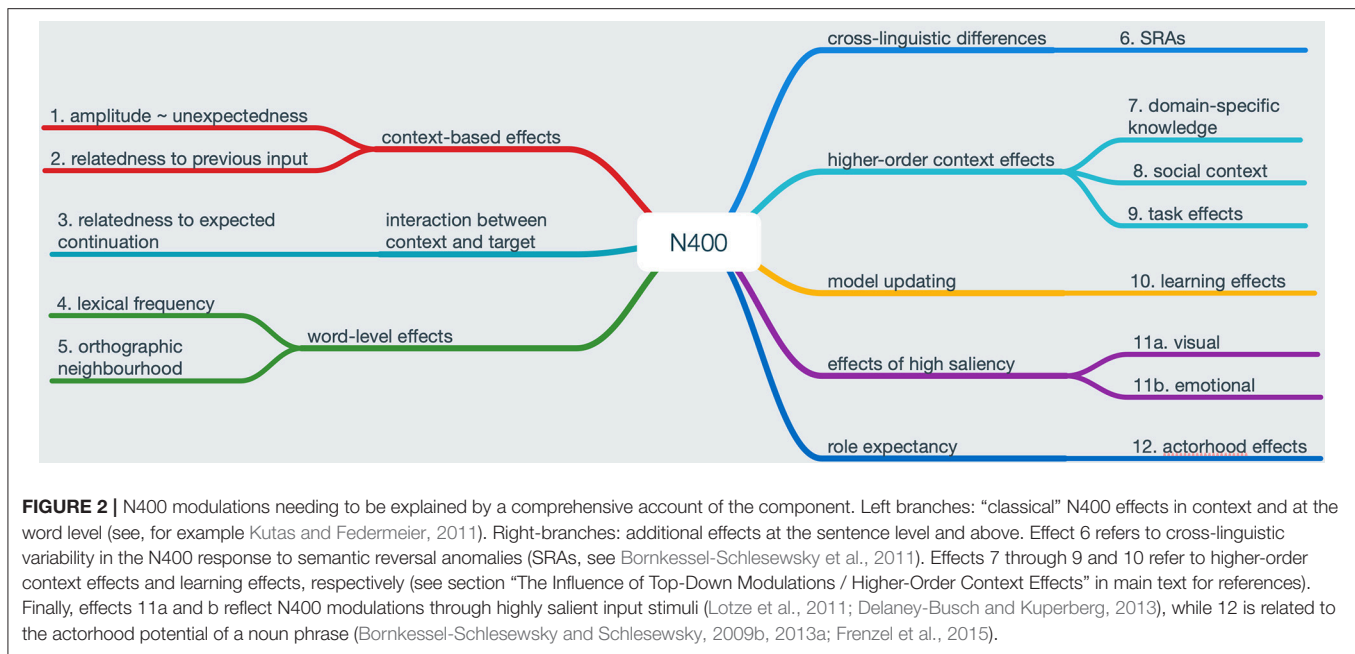 1. amplitude ~ unexpectedness
2. relatedness to previous input
context-based effects
3. relatedness to expected
continuation
interaction between
context and target
4. lexical frequency
5. orthographic
neighbourhood
word-level effects
N400
cross-linguistic differences
6. SRAs
higher-order context effects
7. domain-specific
knowledge
8. social context
9. task effects
model updating
10. learning effects
effects of high saliency
11a. visual
11b. emotional
role expectancy
12. actorhood effects
FIGURE 2 | N400 modulations needing to be explained by a comprehensive account of the component. Left branches: “classical” N400 effects in context and at the
word level (see, for example Kutas and Federmeier, 2011). Right-branches: additional effects at the sentence level and above. Effect 6 refers to cross-linguistic
variability in the N400 response to semantic reversal anomalies (SRAs, see Bornkessel-Schlesewsky et al., 2011). Effects 7 through 9 and 10 refer to higher-order
context effects and learning effects, respectively (see section “The Influence of Top-Down Modulations / Higher-Order Context Effects” in main text for references).
Finally, effects 11a and b reflect N400 modulations through highly salient input stimuli (Lotze et al., 2011; Delaney-Busch and Kuperberg, 2013), while 12 is related to
the actorhood potential of a noun phrase (Bornkessel-Schlesewsky and Schlesewsky, 2009b, 2013a; Frenzel et al., 2015).